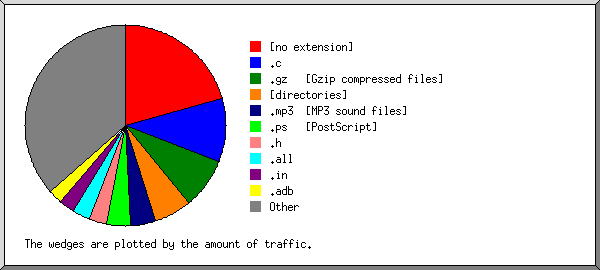 [no extension]
.c
.gz [Gzip compressed files]
[directories]
.mp3 [MP3 sound files]
.ps [PostScript]
.h
.all
.in
.adb
Other
The wedges are plotted by the amount of traffic.